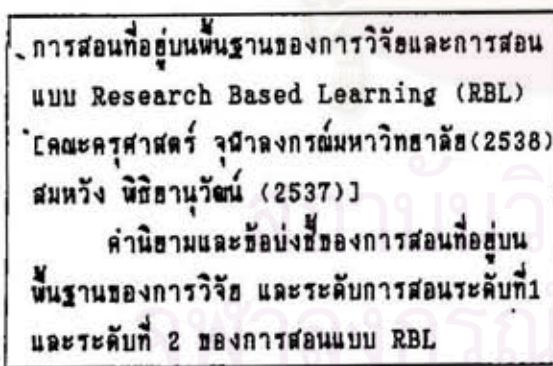 การสอนที่อยู่บนพื้นฐานของการวิจัยและการสอน
แบบ Research Based Learning (RBL)
[คณะครุศาสตร์ จุฬาลงกรณ์มหาวิทยาลัย(2538)
สมหวัง พิธิยานุวัฒน์ (2537)]
คำนิยามและข้อบ่งชี้ของการสอนที่อยู่บน
พื้นฐานของการวิจัย และระดับการสอนระดับที่1
และระดับที่ 2 ของการสอนแบบ RBL